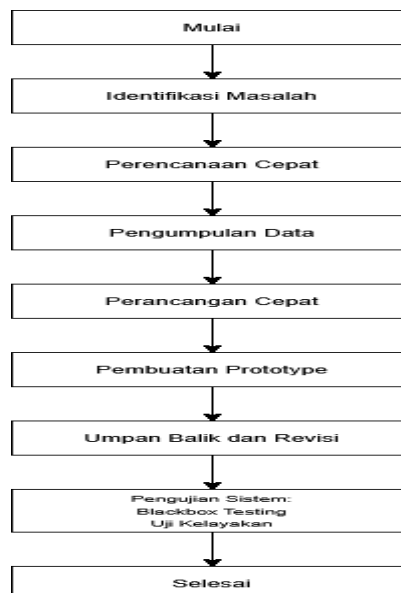 Mulai
Identifikasi Masalah
Perencanaan Cepat
Pengumpulan Data
Perancangan Cepat
Pembuatan Prototype
Umpan Balik dan Revisi
Pengujian Sistem:
Blackbox Testing
Uji Kelayakan
Selesai